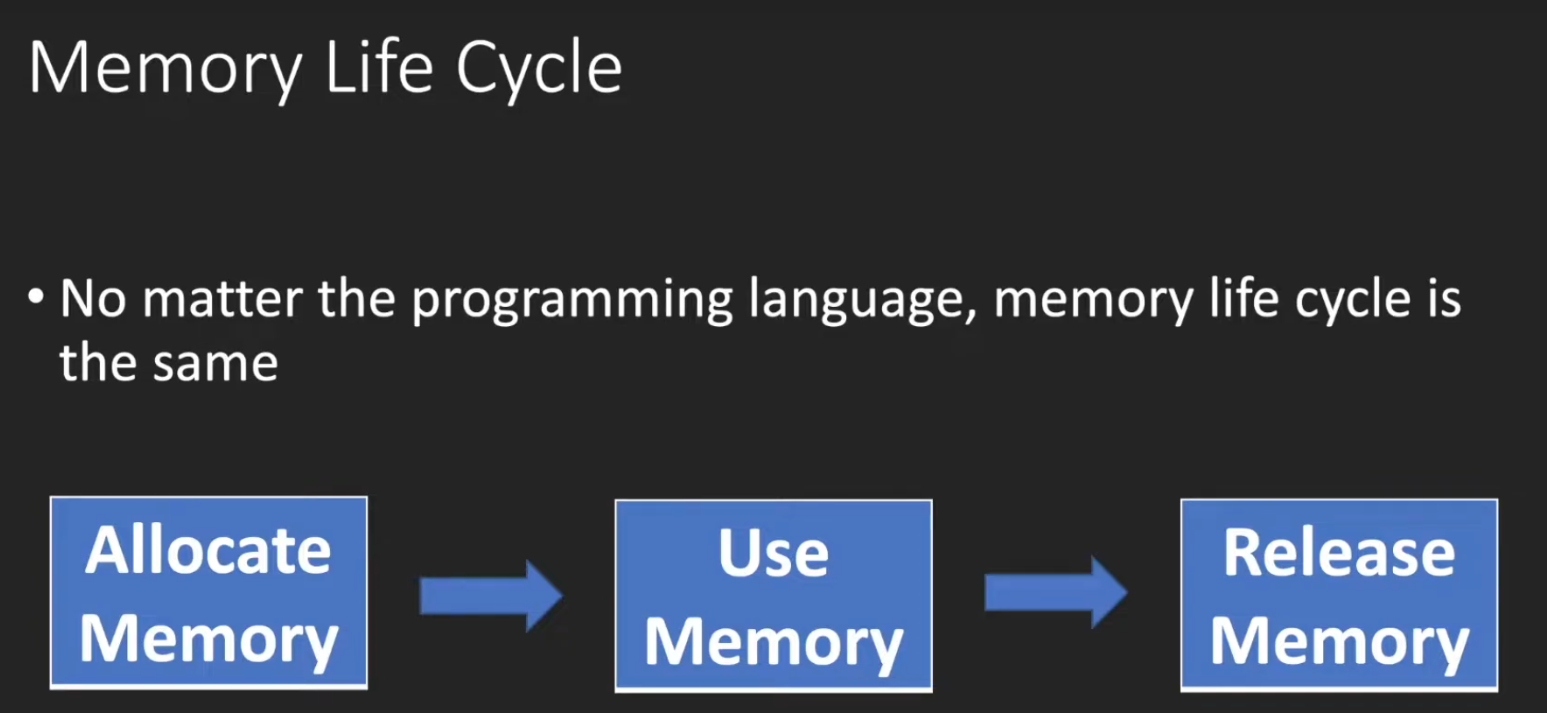 Memory Life Cycle
• No matter the programming language, memory life cycle is
the same
Allocate
Memory
Use
Memory
Release
Memory